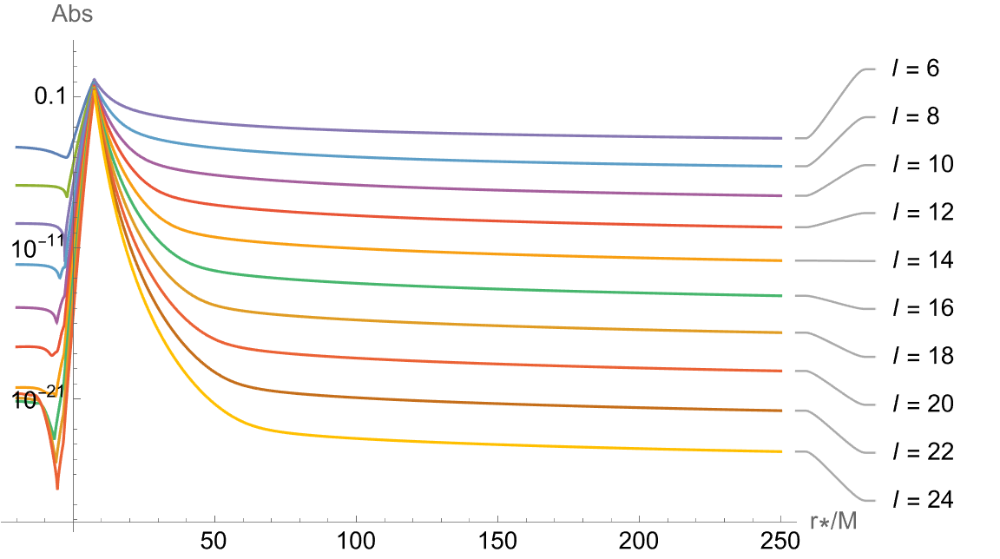 Abs
l = 6
0.1
l = 8
l = 10
l = 12
10⁻¹¹
l = 14
l = 16
l = 18
10⁻²¹
l = 20
l = 22
l = 24
r*/M
50 100 150 200 250